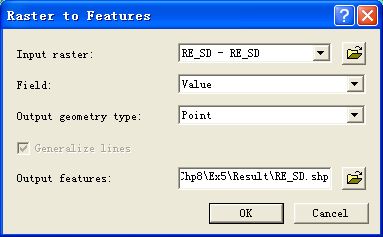 Raster to Features
Input raster: RE_SD - RE_SD
Field: Value
Output geometry type: Point
Generalize lines
Output features: Chp8\Ex5\Result\RE_SD.shp
OK Cancel